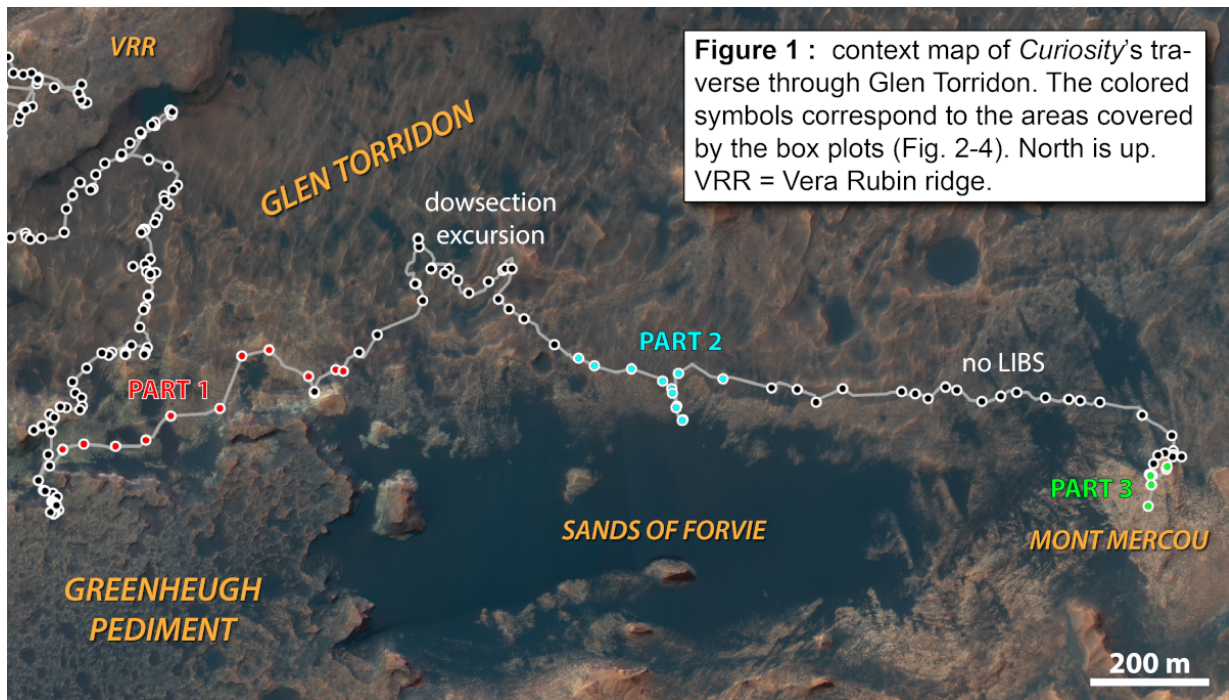 VRR
Figure 1 : context map of Curiosity's tra-
verse through Glen Torridon. The colored
symbols correspond to the areas covered
by the box plots (Fig. 2-4). North is up.
VRR = Vera Rubin ridge.
GLEN TORRIDON
dowsection
excursion
PART 1
PART 2
no LIBS
PART 3
SANDS OF FORVIE
MONT MERCOU
GREENHEUGH
PEDIMENT
200 m